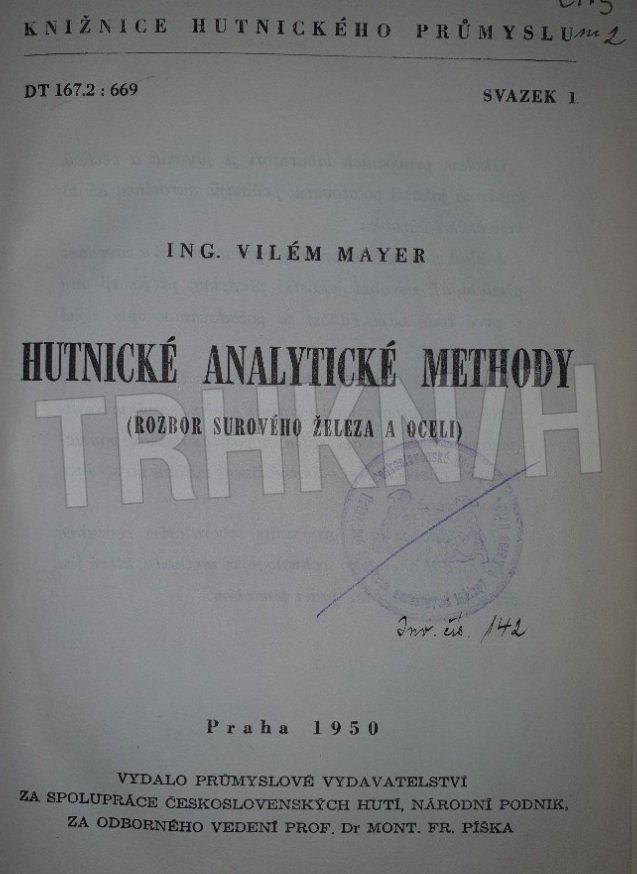 KNIŽNICE HUTNICKÉHO PRŮMYSLU
DT 167.2 : 669
SVAZEK 1
ING. VILÉM MAYER
HUTNICKÉ ANALYTICKÉ METHODY
(ROZBOR SUROVÉHO ŽELEZA A OCELI)
TRHKNIH
Inv. čís. 142
Praha 1950
VYDALO PRŮMYSLOVÉ VYDAVATELSTVÍ
ZA SPOLUPRÁCE ČESKOSLOVENSKÝCH HUTÍ, NÁRODNÍ PODNIK,
ZA ODBORNÉHO VEDENÍ PROF. Dr MONT. FR. PÍŠKA